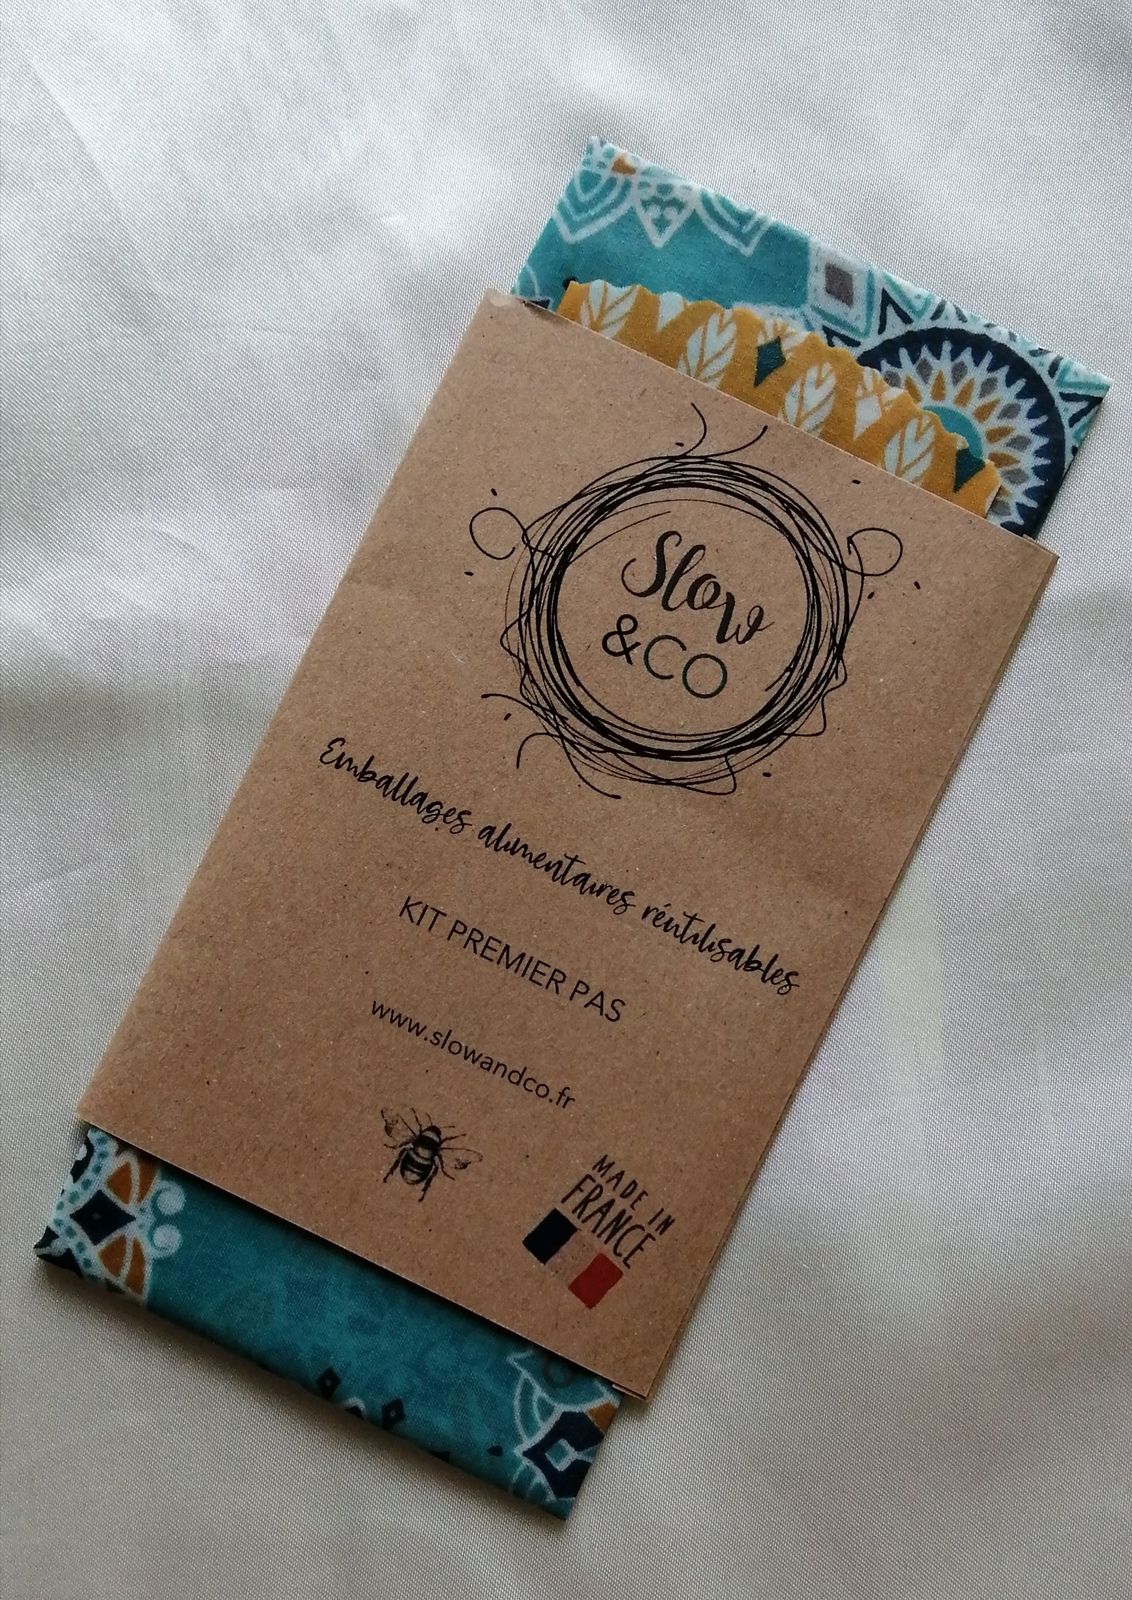 Slow
&CO
Emballages alimentaires réutilisables
KIT PREMIER PAS
www.slowandco.fr
MADE IN
FRANCE